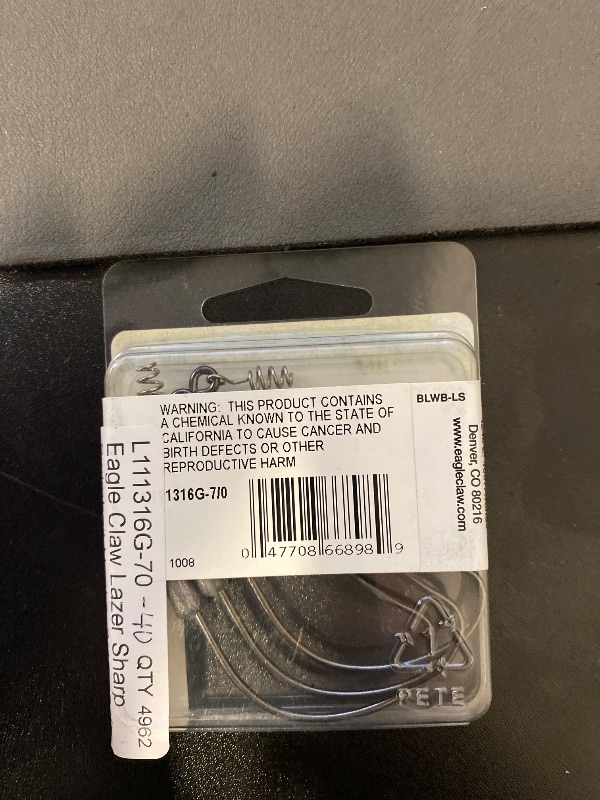 WARNING: THIS PRODUCT CONTAINS
A CHEMICAL KNOWN TO THE STATE OF
CALIFORNIA TO CAUSE CANCER AND
BIRTH DEFECTS OR OTHER
REPRODUCTIVE HARM
1316G-7/0
1008
0 47708 66898 9
BLWB-LS
Denver, CO 80216
www.eagleclaw.com
L111316G-70 -40 QTY 4962
Eagle Claw Lazer Sharp
1
PETE